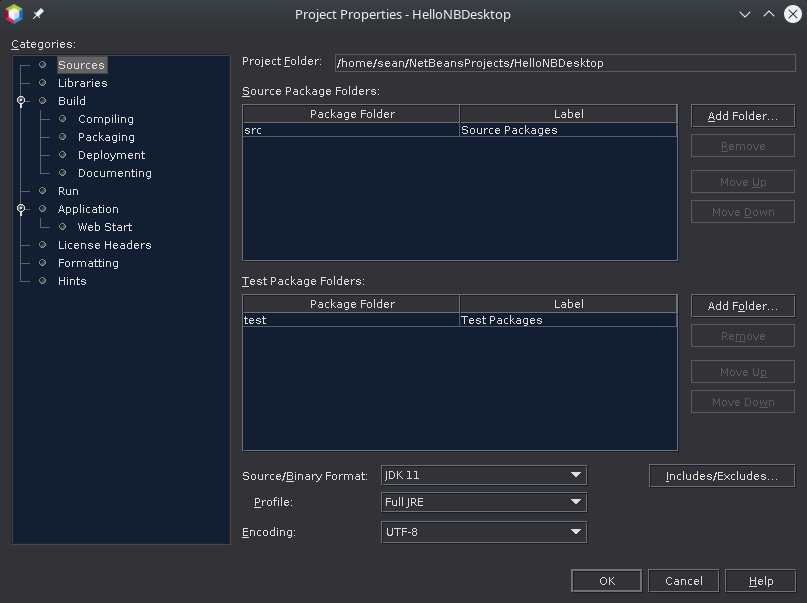 Project Properties - HelloNBDesktop
Categories:
Sources
Libraries
Build
Compiling
Packaging
Deployment
Documenting
Run
Application
Web Start
License Headers
Formatting
Hints
Project Folder: /home/sean/NetBeansProjects/HelloNBDesktop
Source Package Folders:
Package Folder Label
src Source Packages
Add Folder...
Remove
Move Up
Move Down
Test Package Folders:
Package Folder Label
test Test Packages
Add Folder...
Remove
Move Up
Move Down
Source/Binary Format: JDK 11
Includes/Excludes...
Profile: Full JRE
Encoding: UTF-8
OK Cancel Help